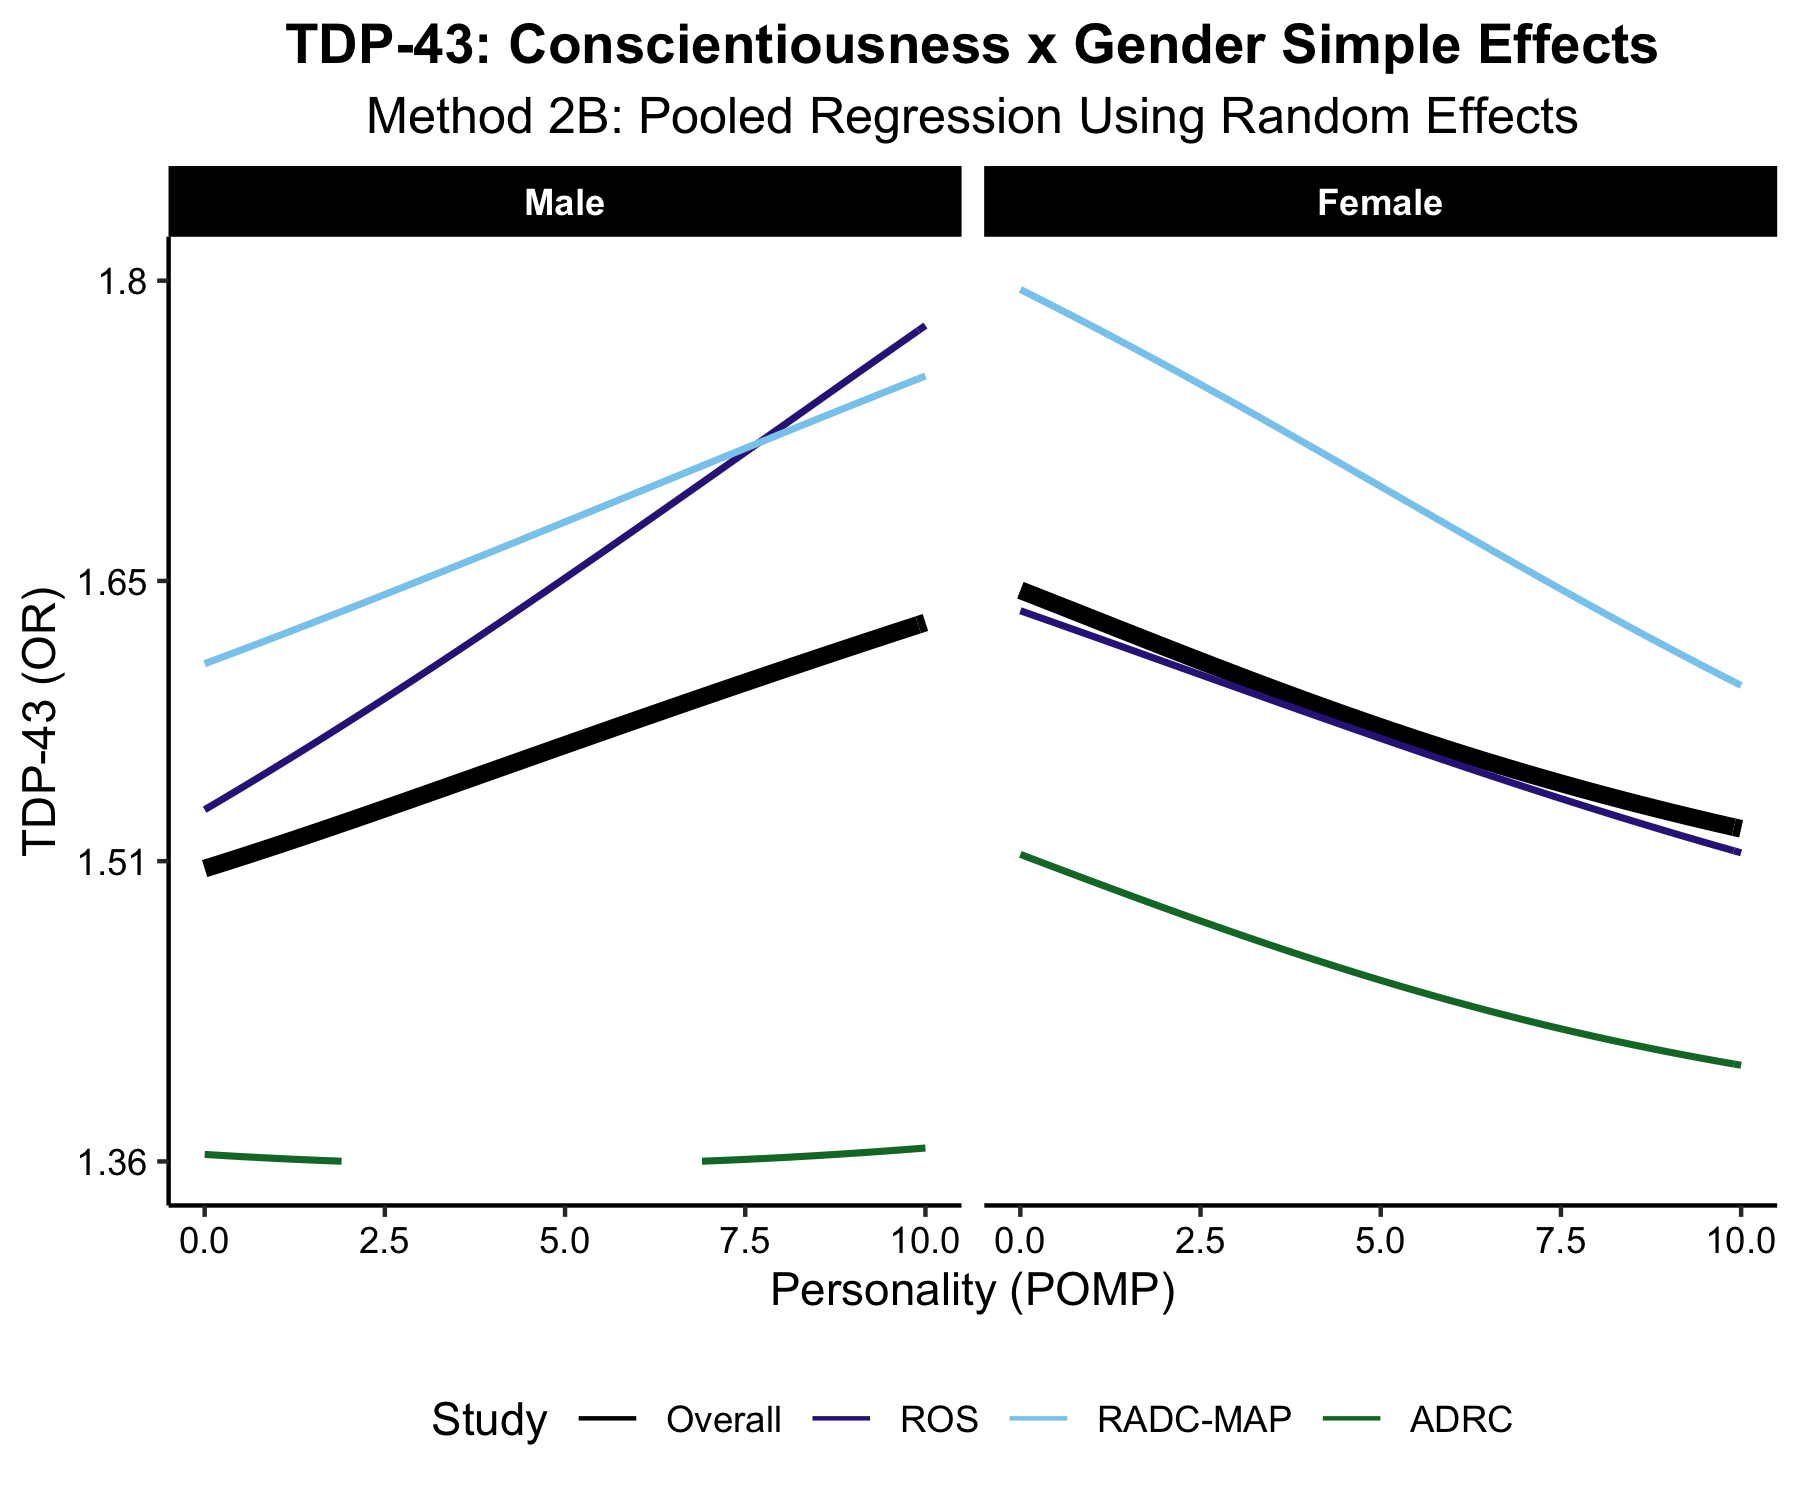 TDP-43: Conscientiousness x Gender Simple Effects
Method 2B: Pooled Regression Using Random Effects
Male
Female
TDP-43 (OR)
1.8
1.65
1.51
1.36
0.0 2.5 5.0 7.5 10.0
0.0 2.5 5.0 7.5 10.0
Personality (POMP)
Study Overall ROS RADC-MAP ADRC